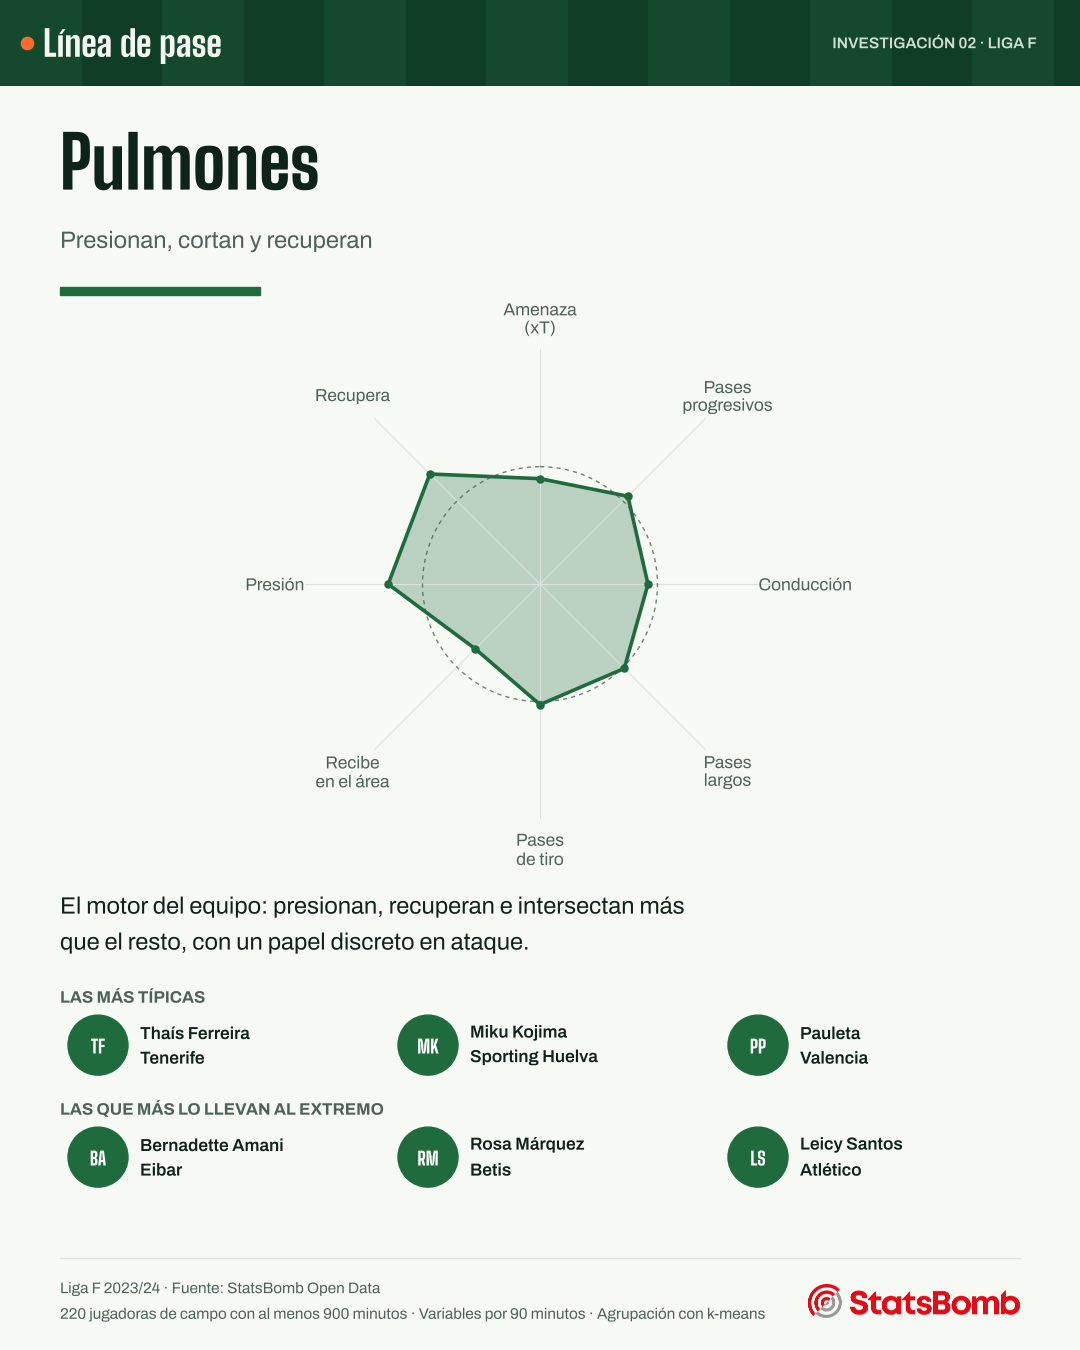 Línea de pase
INVESTIGACIÓN 02 · LIGA F
Pulmones
Presionan, cortan y recuperan
Amenaza
(xT)
Recupera
Pases
progresivos
Presión
Conducción
Recibe
en el área
Pases
largos
Pases
de tiro
El motor del equipo: presionan, recuperan e intersectan más
que el resto, con un papel discreto en ataque.
LAS MÁS TÍPICAS
TF
Thaís Ferreira
Tenerife
MK
Miku Kojima
Sporting Huelva
PP
Pauleta
Valencia
LAS QUE MÁS LO LLEVAN AL EXTREMO
BA
Bernadette Amani
Eibar
RM
Rosa Márquez
Betis
LS
Leicy Santos
Atlético
Liga F 2023/24 · Fuente: StatsBomb Open Data
220 jugadoras de campo con al menos 900 minutos · Variables por 90 minutos · Agrupación con k-means
StatsBomb